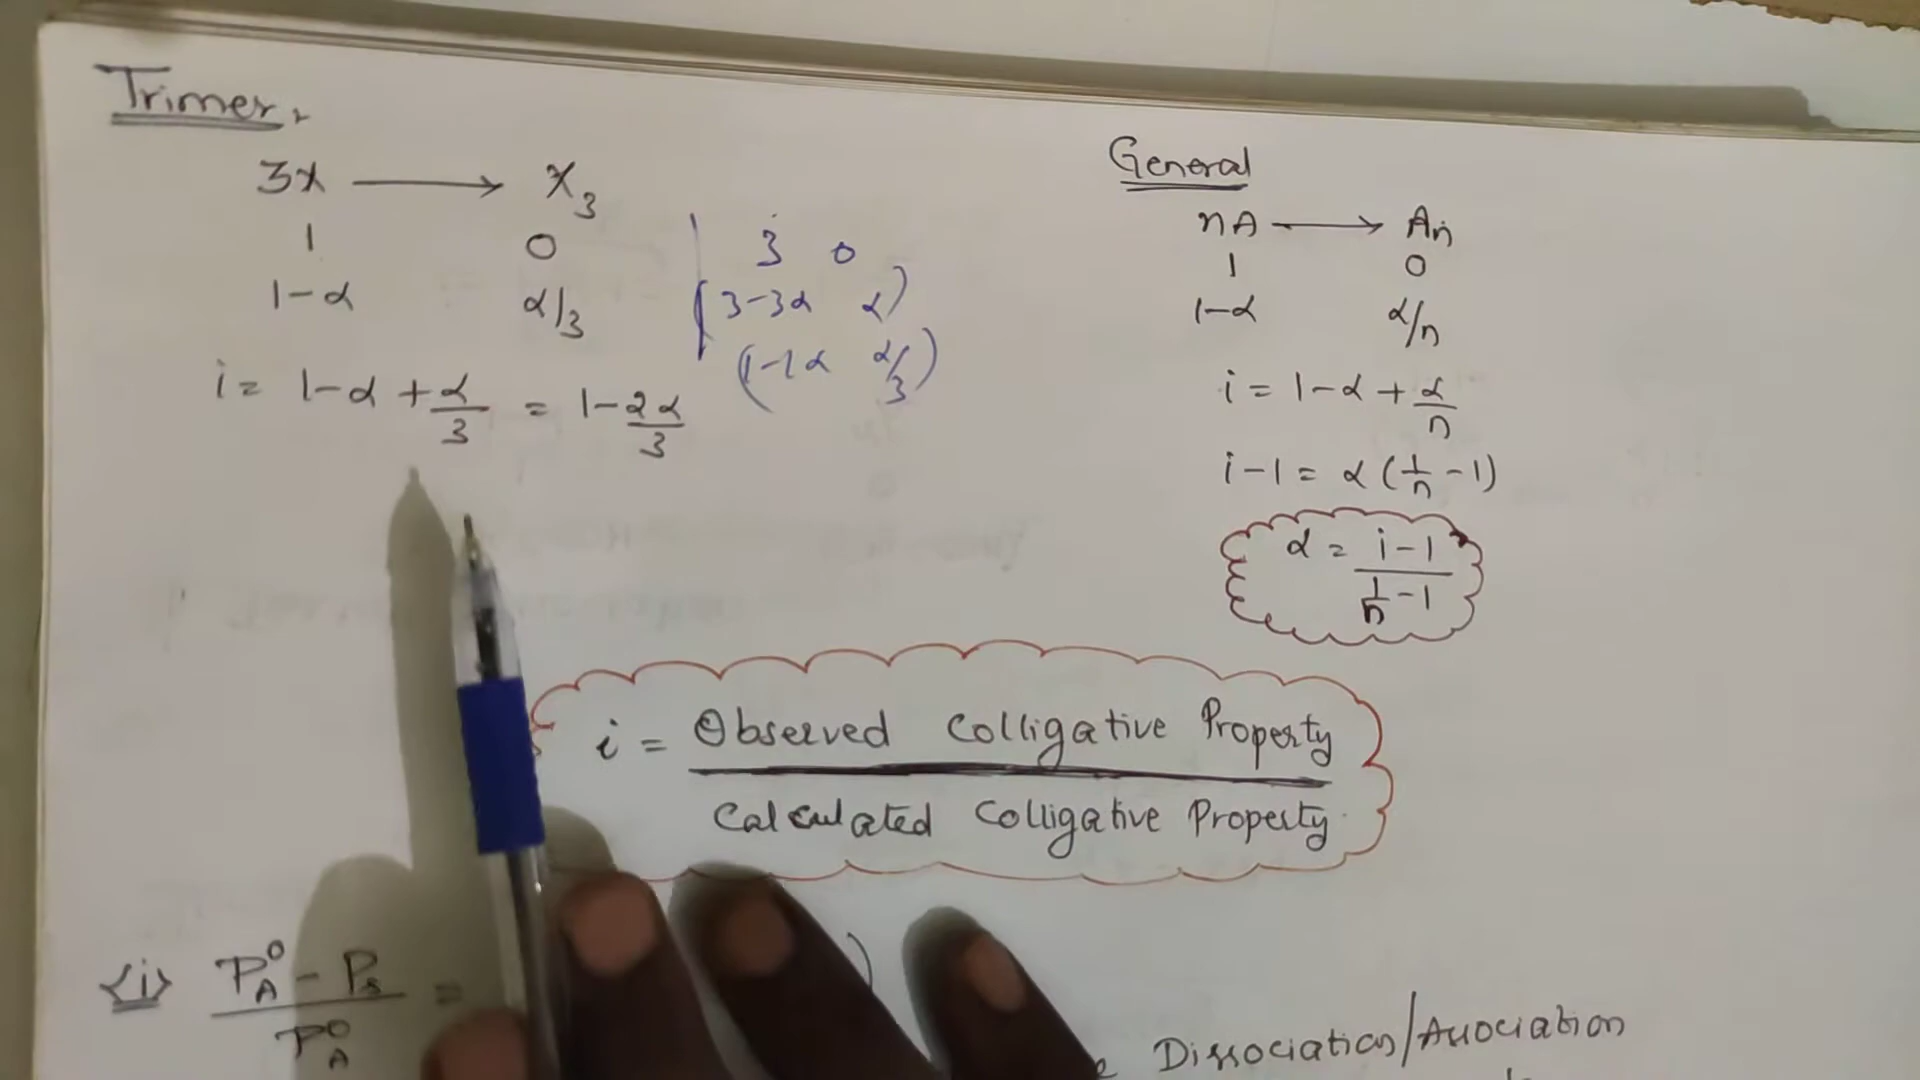 Trimer,
3x ⟶ x₃
1 0
1-α α/3
i = 1-α + α/3 = 1 - 2α/3
3 0
(3-3α α)
(1-1α α/3)
General
nA ⟶ An
1 0
1-α α/n
i = 1-α + α/n
i-1 = α (1/n - 1)
α = (i-1)/(1/n - 1)
i = Observed Colligative Property
Calculated Colligative Property
<i> P°A - Ps =
P°A
Dissociation/Association